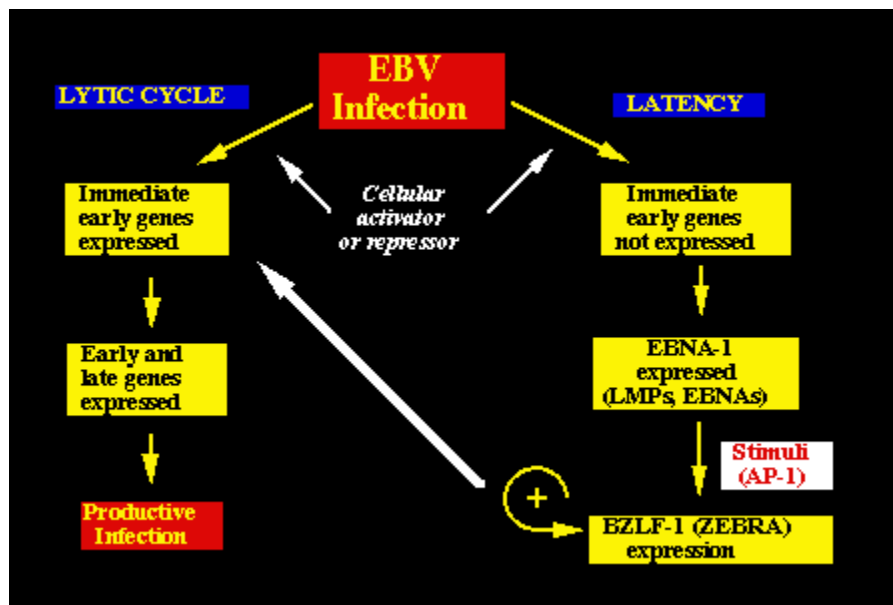 EBV
Infection
LYTIC CYCLE
LATENCY
Immediate
early genes
expressed
Cellular
activator
or repressor
Immediate
early genes
not expressed
Early and
late genes
expressed
EBNA-1
expressed
(LMPs, EBNAs)
Stimuli
(AP-1)
+
Productive
Infection
BZLF-1 (ZEBRA)
expression